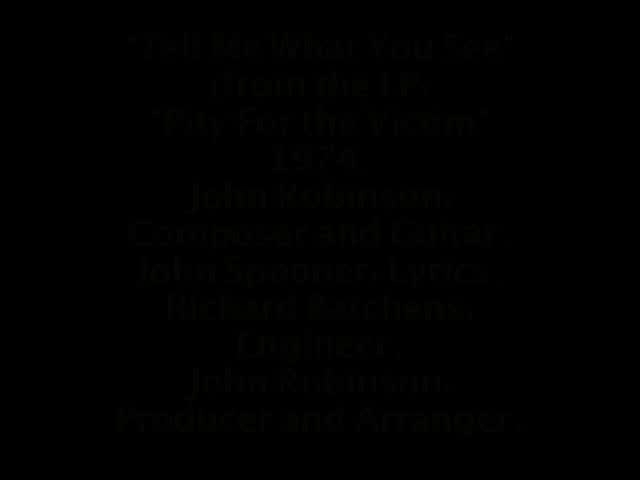 "Tell Me What You See"
(from the LP,
"Pity For the Victim"
1974.
John Robinson,
Composer and Guitar.
John Spooner, Lyrics.
Richard Batchens,
Engineer.
John Robinson,
Producer and Arranger.